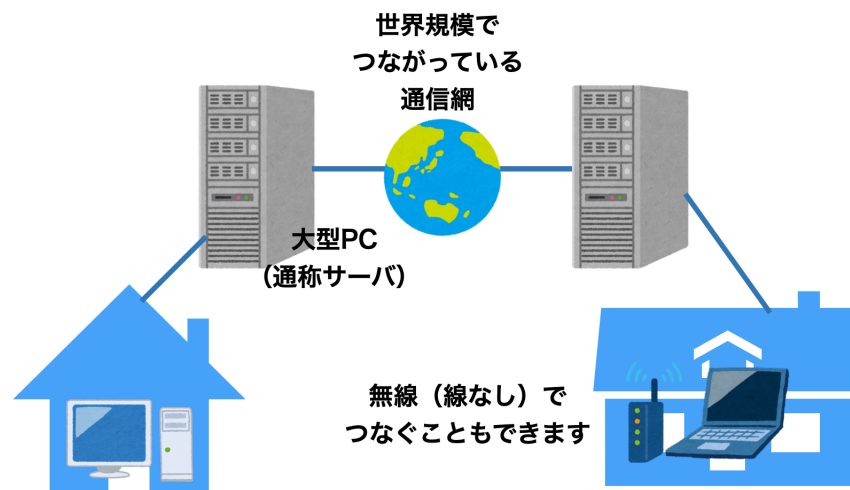 世界規模で
つながっている
通信網
大型PC
（通称サーバ）
無線（線なし）で
つなぐこともできます